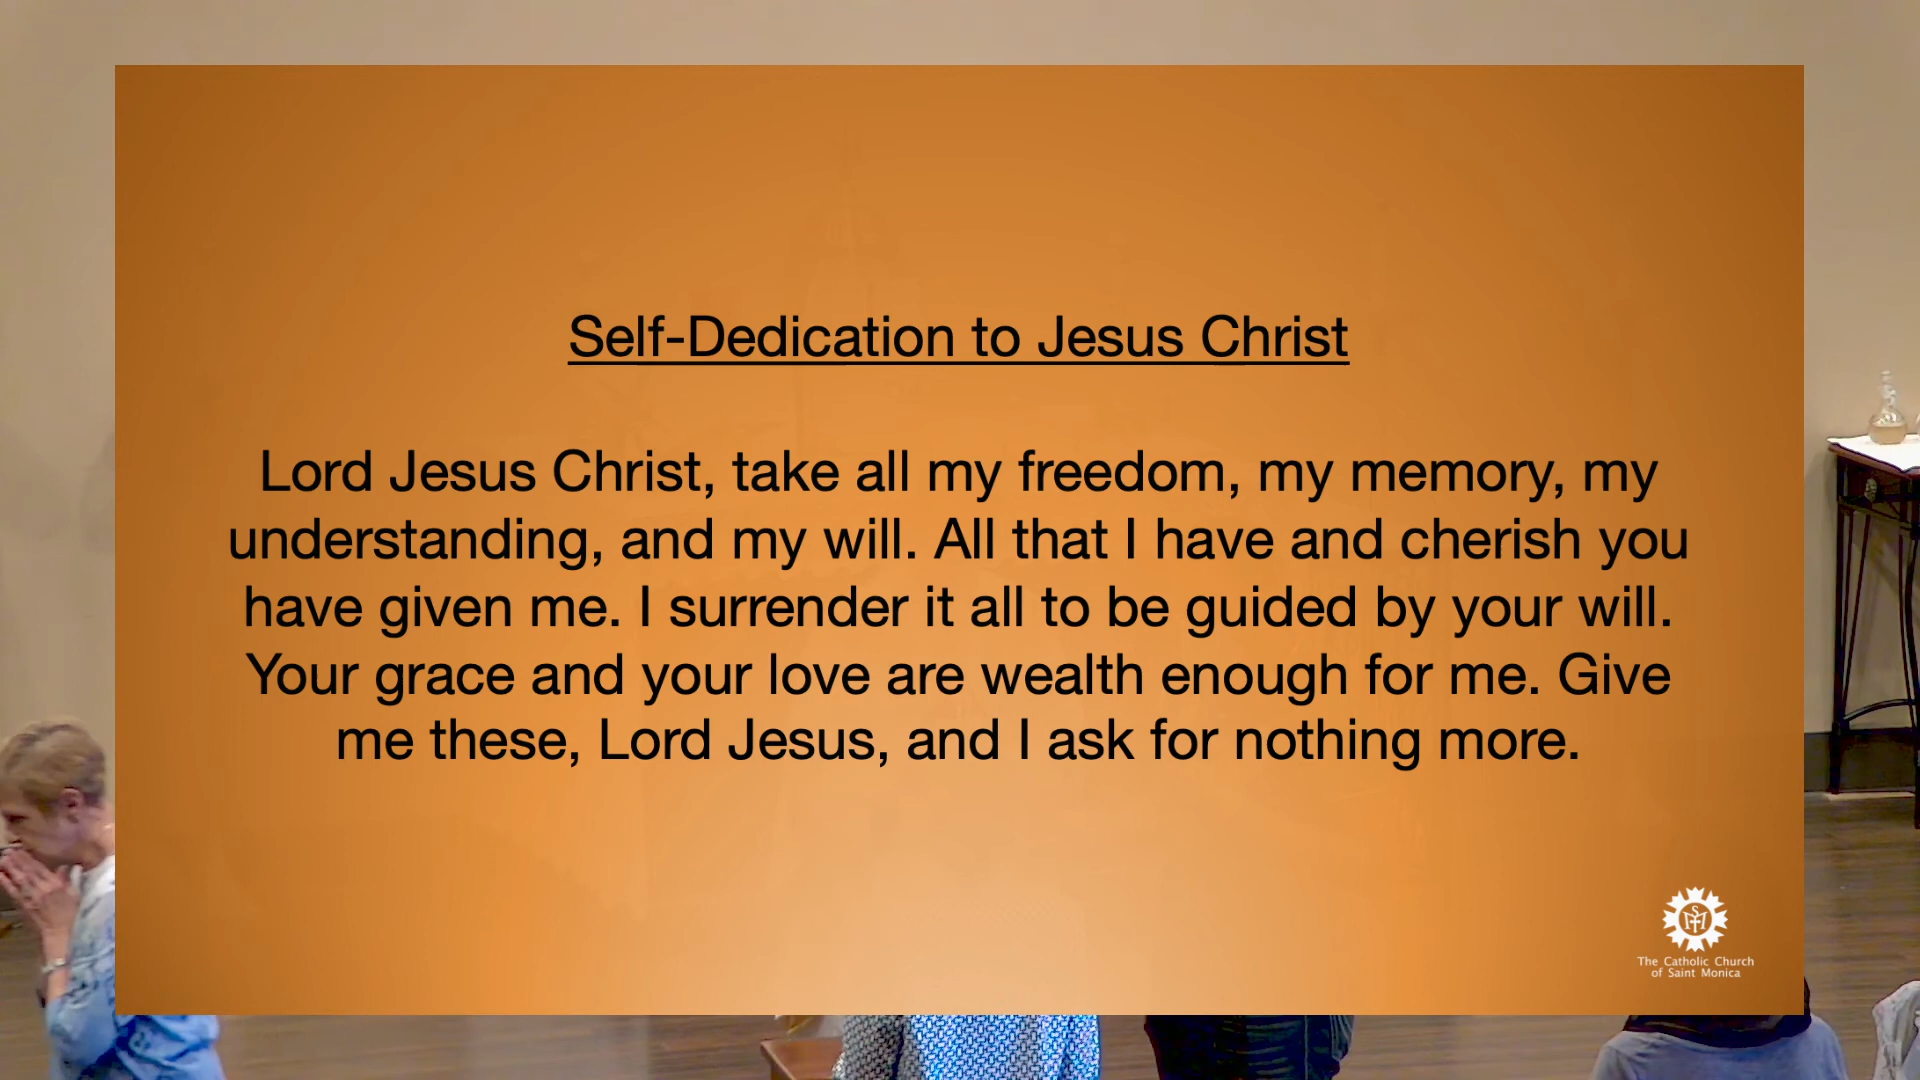 Self-Dedication to Jesus Christ
Lord Jesus Christ, take all my freedom, my memory, my
understanding, and my will. All that I have and cherish you
have given me. I surrender it all to be guided by your will.
Your grace and your love are wealth enough for me. Give
me these, Lord Jesus, and I ask for nothing more.
The Catholic Church
of Saint Monica